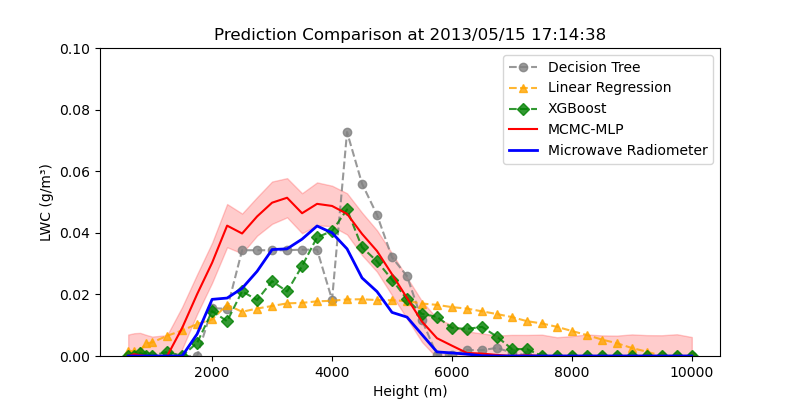 Prediction Comparison at 2013/05/15 17:14:38
0.10
0.08
0.06
0.04
0.02
0.00
LWC (g/m³)
Decision Tree
Linear Regression
XGBoost
MCMC-MLP
Microwave Radiometer
2000 4000 6000 8000 10000
Height (m)